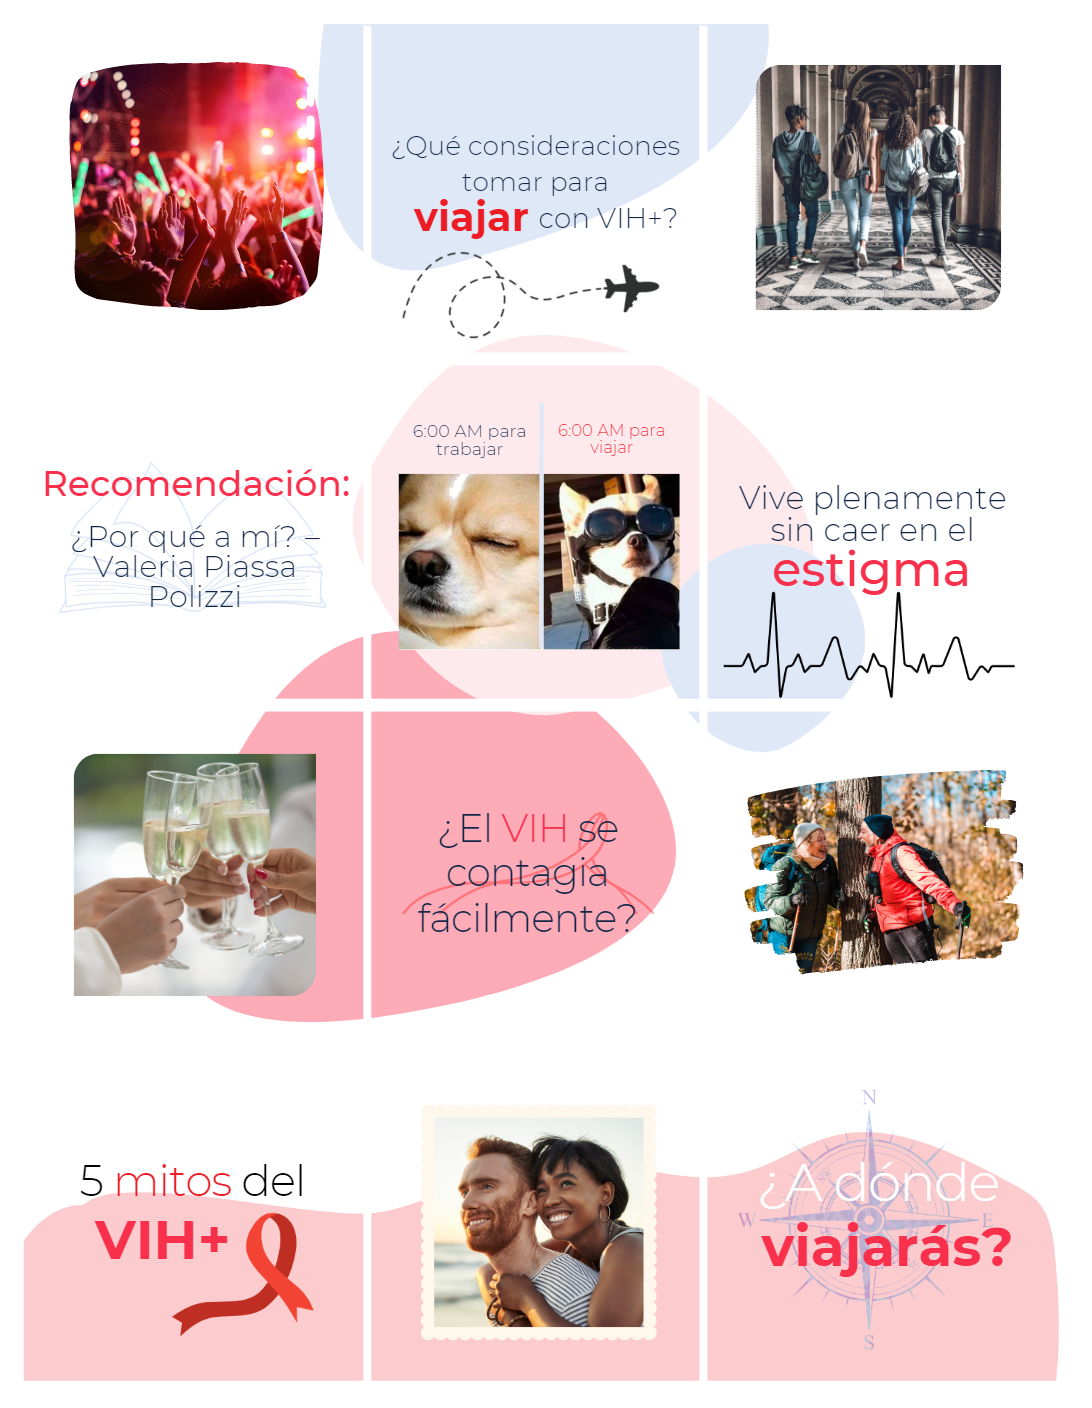 ¿Qué consideraciones
tomar para
viajar con VIH+?
6:00 AM para
trabajar
6:00 AM para
viajar
Recomendación:
¿Por qué a mí? –
Valeria Piassa
Polizzi
Vive plenamente
sin caer en el
estigma
¿El VIH se
contagia
fácilmente?
5 mitos del
VIH+
N
¿A dónde
W
E
viajarás?
S